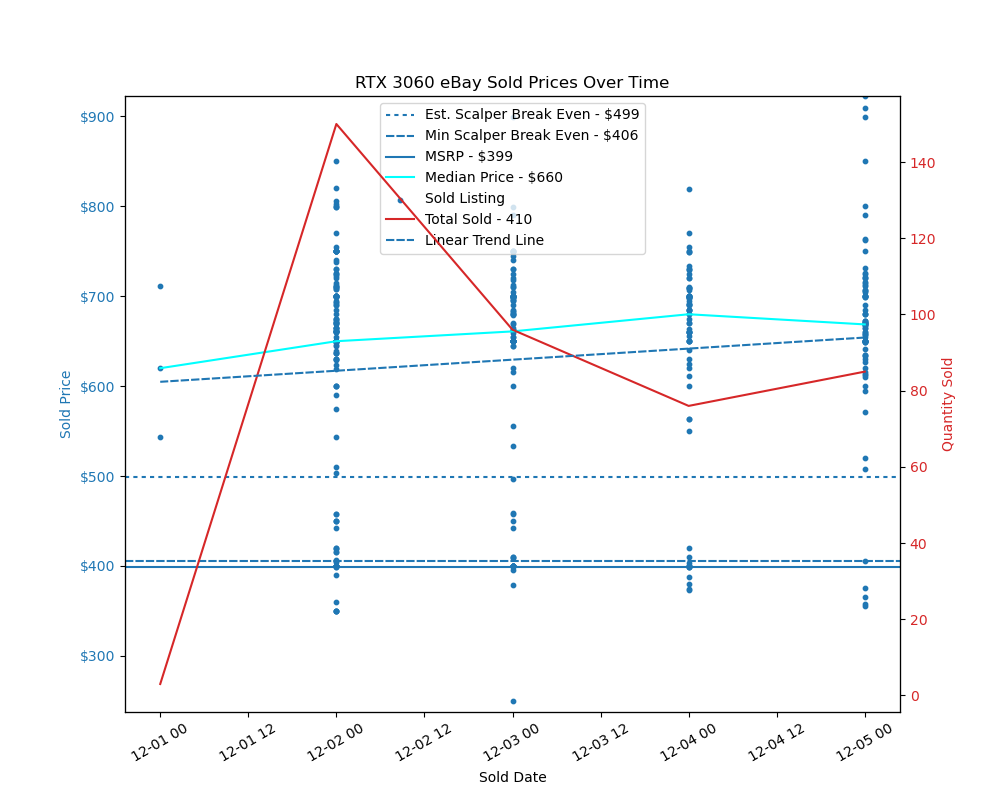 RTX 3060 eBay Sold Prices Over Time
Est. Scalper Break Even - $499
Min Scalper Break Even - $406
MSRP - $399
Median Price - $660
Sold Listing
Total Sold - 410
Linear Trend Line
$900
$800
$700
$600
$500
$400
$300
Sold Price
140
120
100
80
60
40
20
0
Quantity Sold
12-01 00
12-01 12
12-02 00
12-02 12
12-03 00
12-03 12
12-04 00
12-04 12
12-05 00
Sold Date